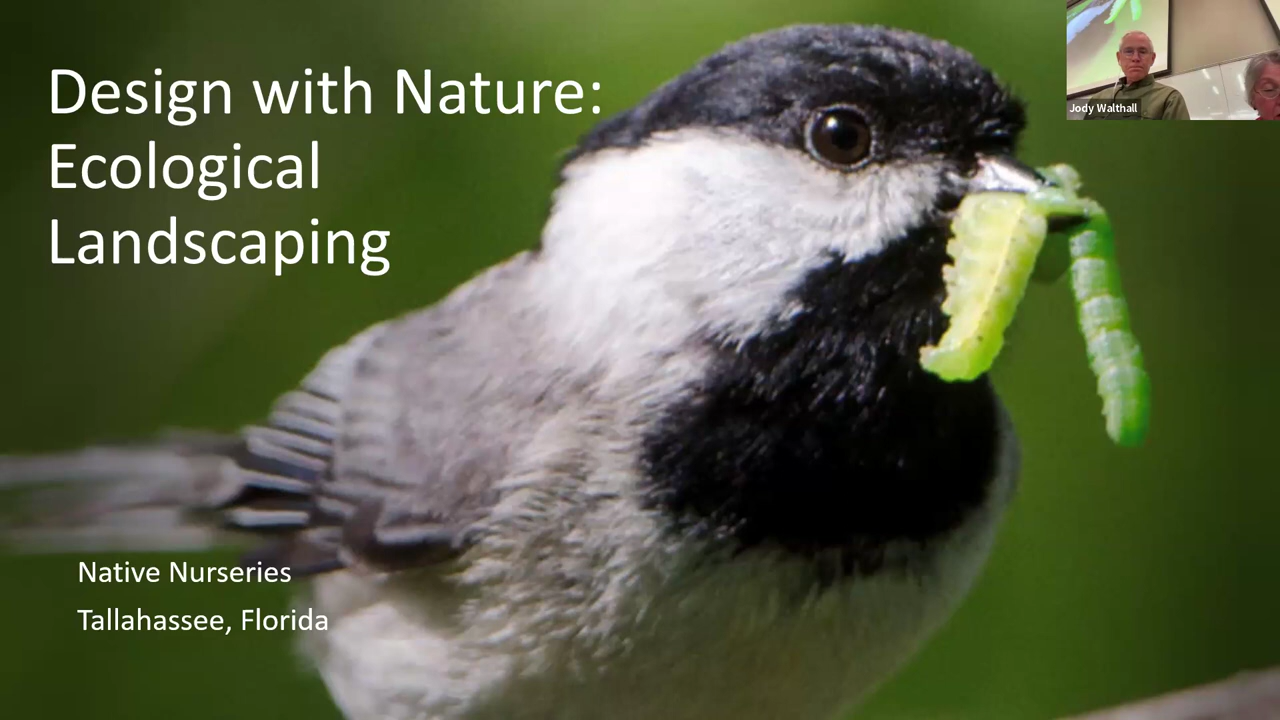 Design with Nature:
Ecological
Landscaping
Jody Walthall
Native Nurseries
Tallahassee, Florida